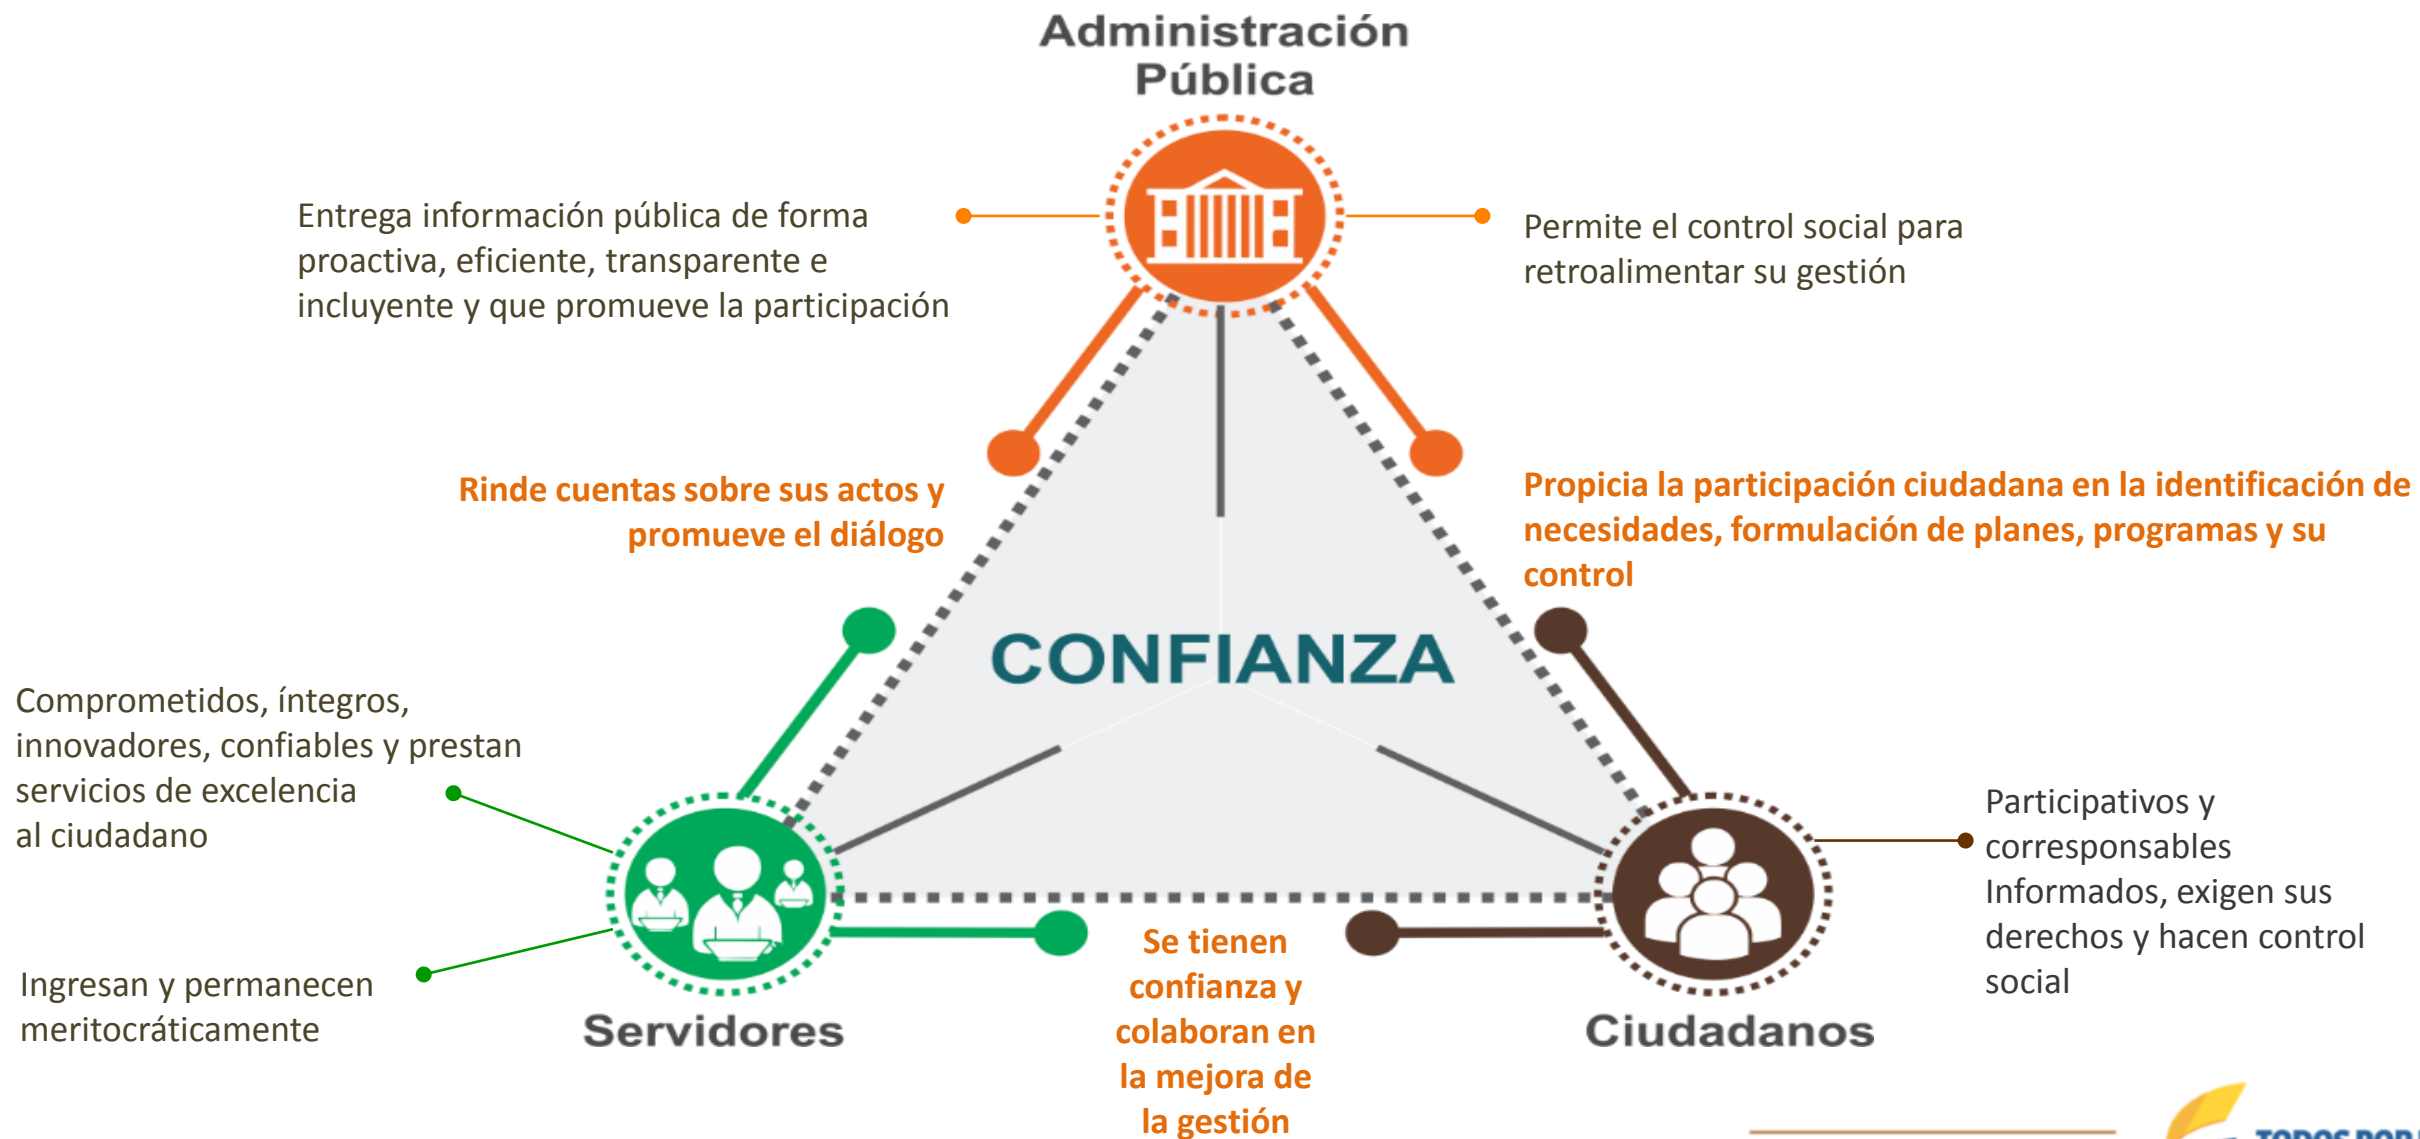 Administración
Pública
Entrega información pública de forma
proactiva, eficiente, transparente e
incluyente y que promueve la participación
Permite el control social para
retroalimentar su gestión
Rinde cuentas sobre sus actos y
promueve el diálogo
Propicia la participación ciudadana en la identificación de
necesidades, formulación de planes, programas y su
control
CONFIANZA
Comprometidos, íntegros,
innovadores, confiables y prestan
servicios de excelencia
al ciudadano
Ingresan y permanecen
meritocráticamente
Servidores
Se tienen
confianza y
colaboran en
la mejora de
la gestión
Participativos y
corresponsables
Informados, exigen sus
derechos y hacen control
social
Ciudadanos
TODOS POR